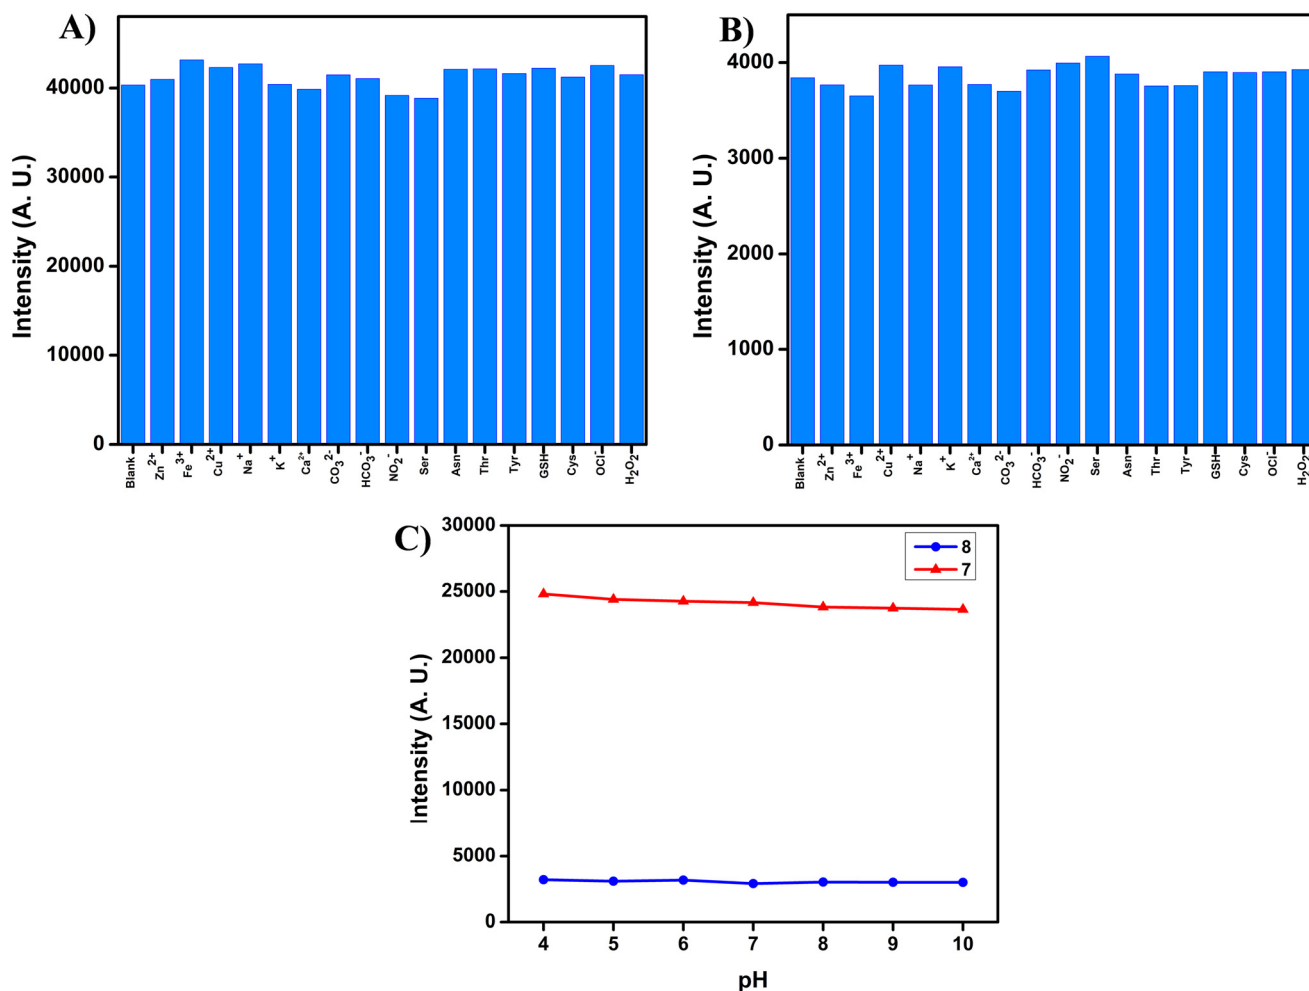 A)
Intensity (A. U.)
40000
30000
20000
10000
0
Blank
Zn2+
Fe3+
Cu2+
Na+
K+
Ca2+
CO32-
HCO3-
NO2-
Ser
Asn
Thr
Tyr
GSH
Cys
OCl-
H2O2
B)
Intensity (A. U.)
4000
3000
2000
1000
0
Blank
Zn2+
Fe3+
Cu2+
Na+
K+
Ca2+
CO32-
HCO3-
NO2-
Ser
Asn
Thr
Tyr
GSH
Cys
OCl-
H2O2
C)
Intensity (A. U.)
30000
25000
20000
15000
10000
5000
0
8
7
4 5 6 7 8 9 10
pH